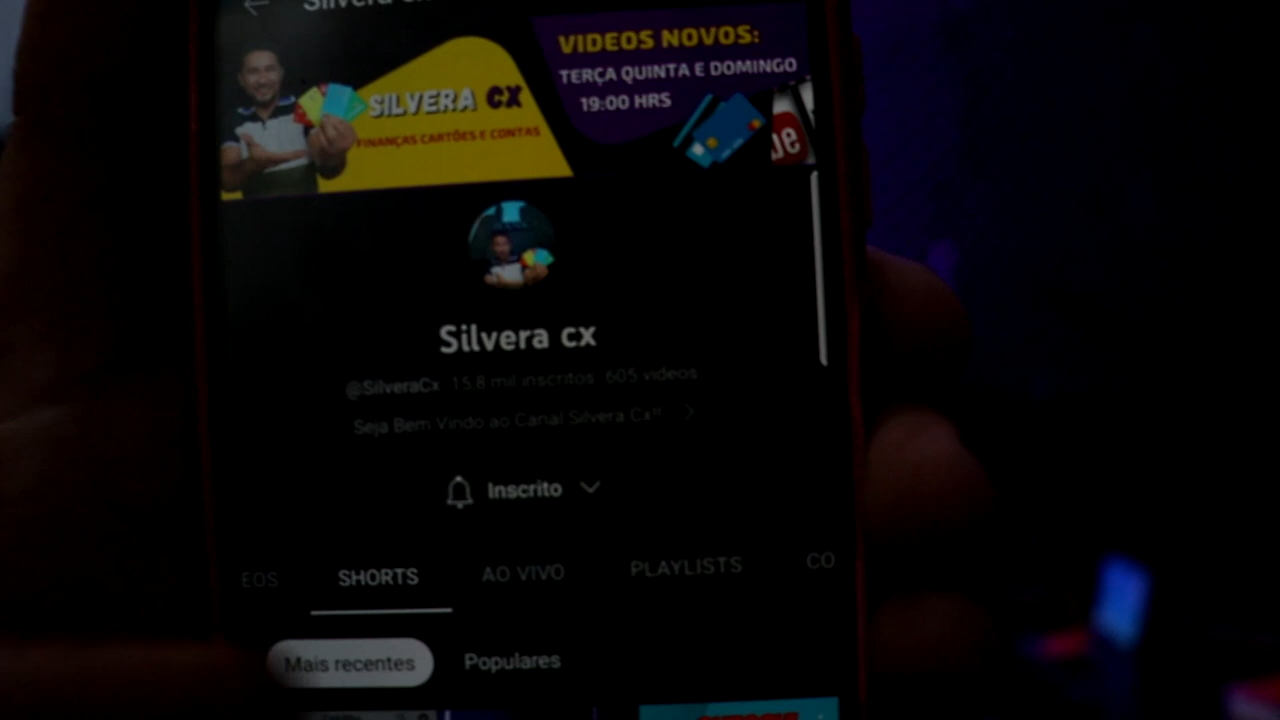 Silvera cx
VIDEOS NOVOS:
TERÇA QUINTA E DOMINGO
19:00 HRS
SILVERA CX
FINANÇAS CARTÕES E CONTAS
Silvera cx
@SilveraCx 15,8 mil inscritos 605 vídeos
Seja Bem Vindo ao Canal Silvera Cx
Inscrito
EOS SHORTS AO VIVO PLAYLISTS CO
Mais recentes Populares